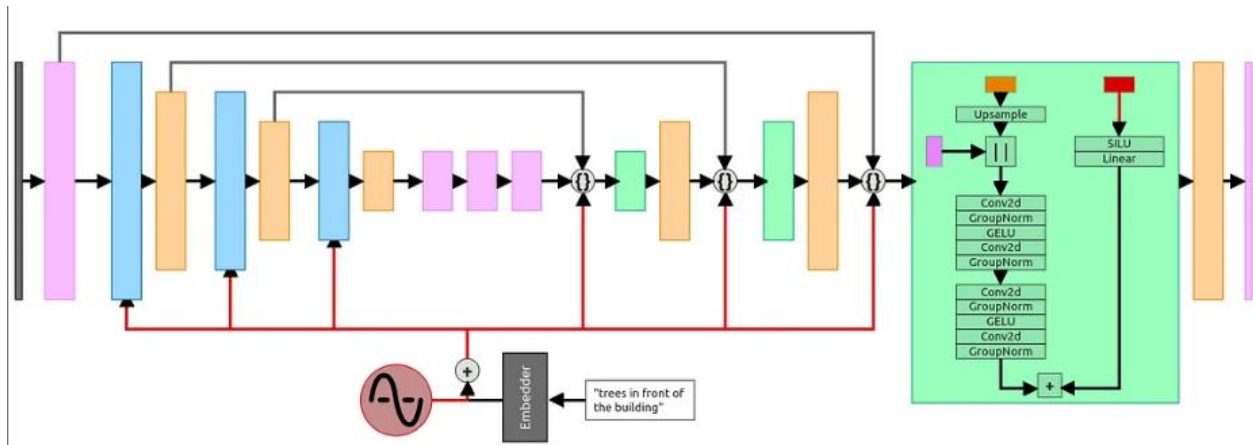 Upsample
SILU
Linear
||
Conv2d
GroupNorm
GELU
Conv2d
GroupNorm
Conv2d
GroupNorm
GELU
Conv2d
GroupNorm
+
{}
{}
{}
+
Embedder
"trees in front of
the building"